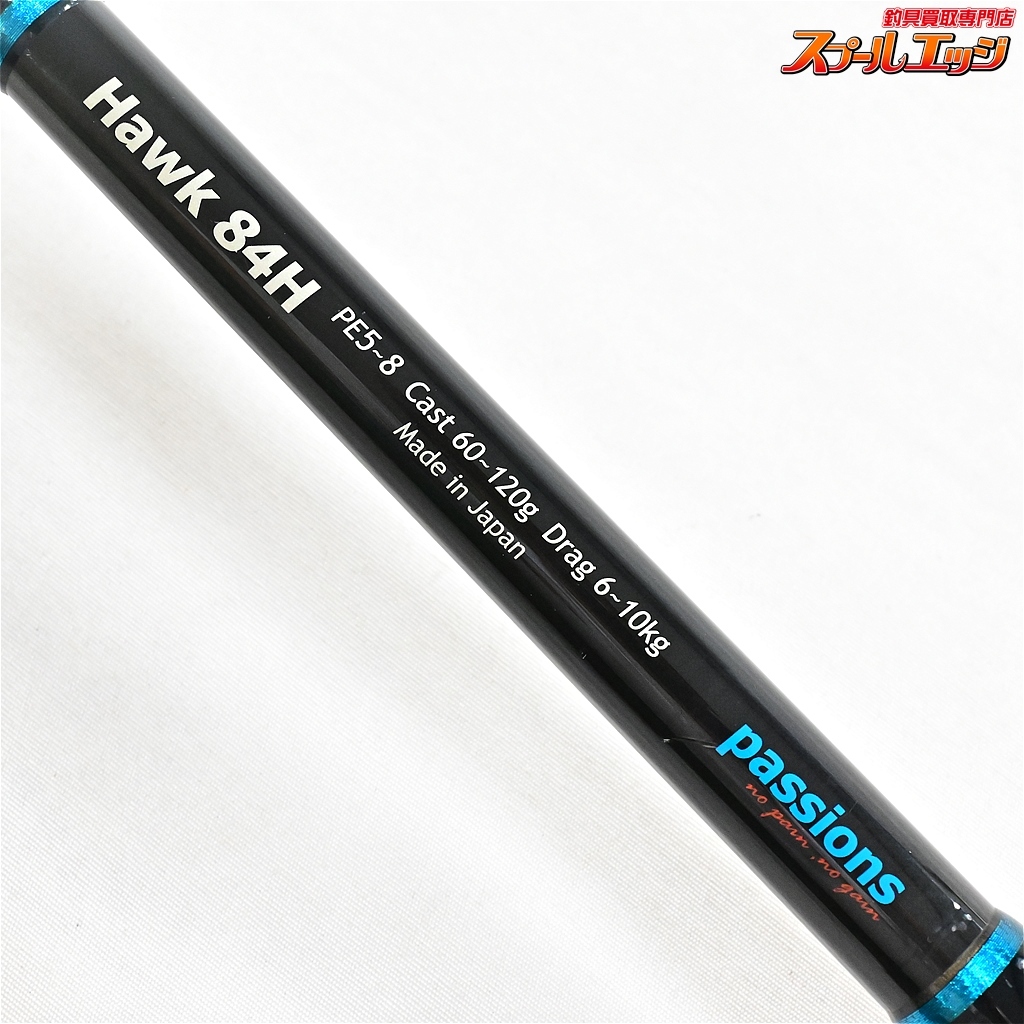 釣具買取専門店
スプールエッジ
Hawk 84H
PE5~8 Cast 60~120g Drag 6~10kg
Made in Japan
passions
no pain ,no gain